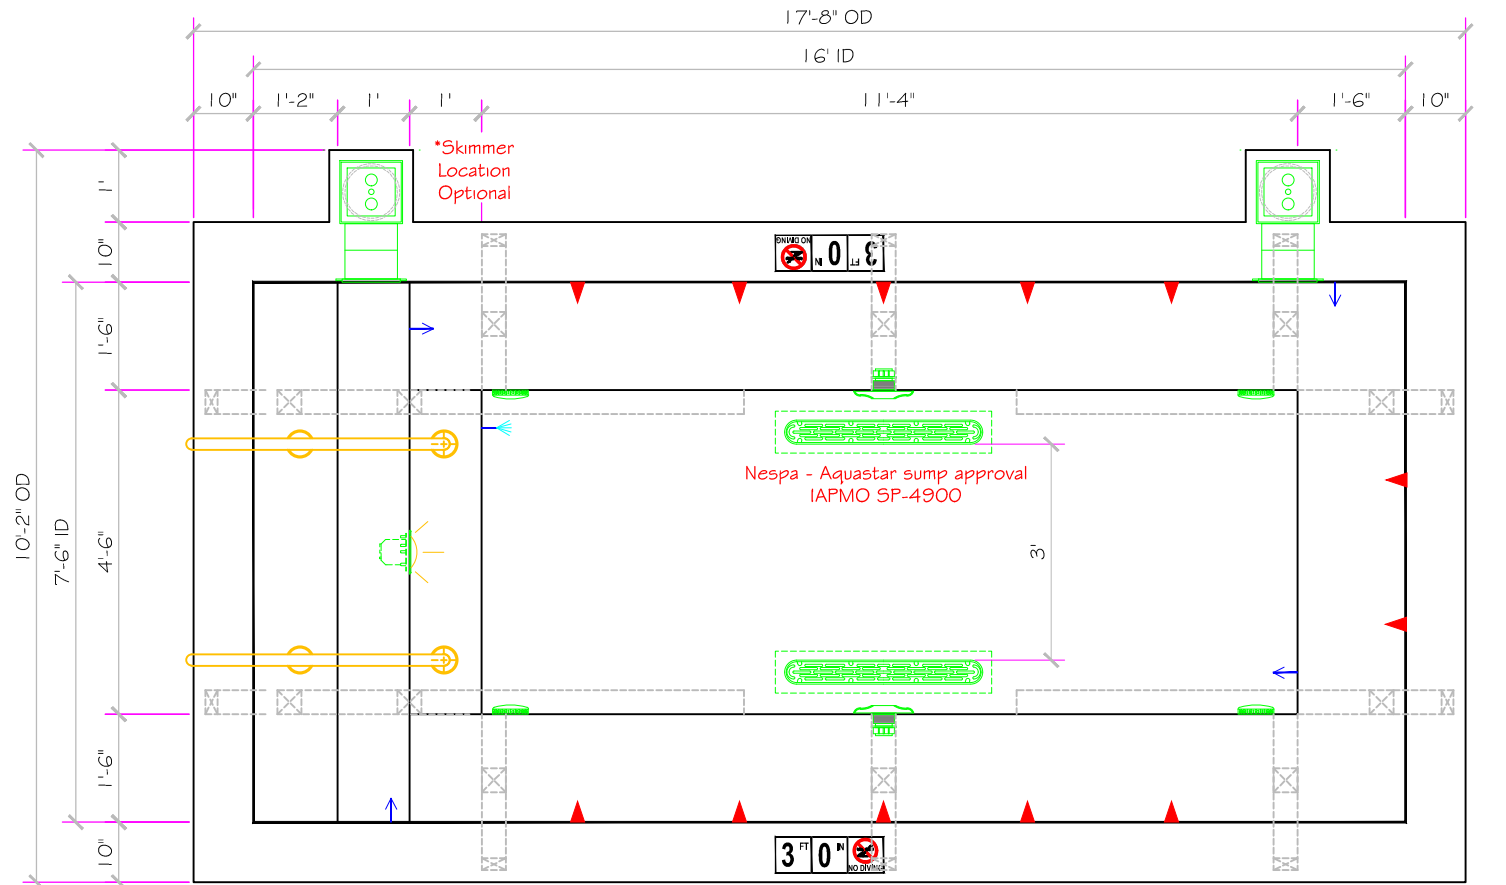 17'-8" OD
16' ID
10"
1'-2"
1'
1'
11'-4"
1'-6"
10"
*Skimmer
Location
Optional
1'
10"
1'-6"
4'-6"
1'-6"
10"
10'-2" OD
7'-6" ID
NO DIVING
0 IN
3 FT
Nespa - Aquastar sump approval
IAPMO SP-4900
3'
3 FT
0 IN
NO DIVING